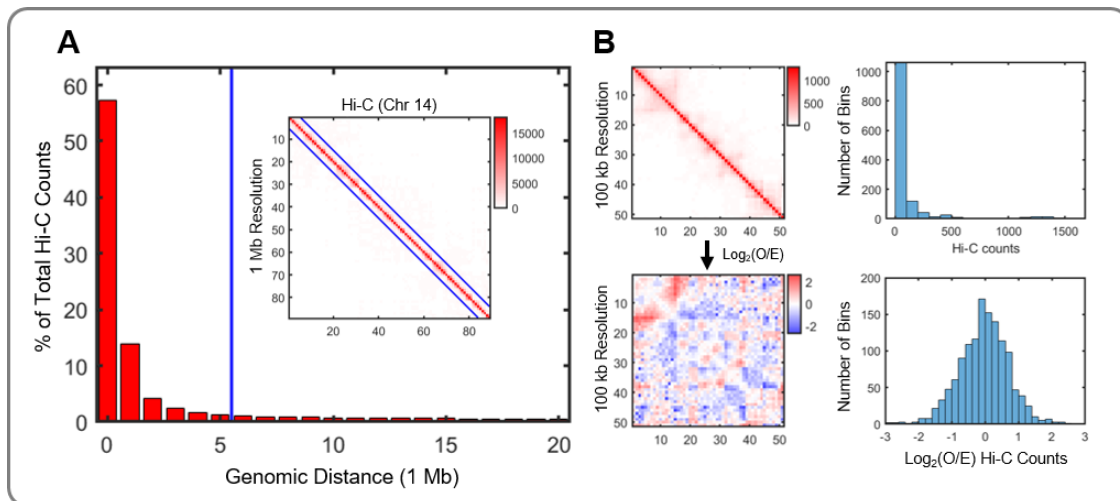 A
60
50
40
30
20
10
0
% of Total Hi-C Counts
0 5 10 15 20
Genomic Distance (1 Mb)
Hi-C (Chr 14)
1 Mb Resolution
10
20
30
40
50
60
70
80
20 40 60 80
15000
10000
5000
0
B
100 kb Resolution
10
20
30
40
50
10 20 30 40 50
1000
500
0
Log₂(O/E)
Number of Bins
1000
800
600
400
200
0
0 500 1000 1500
Hi-C counts
100 kb Resolution
10
20
30
40
50
10 20 30 40 50
2
0
-2
Number of Bins
200
150
100
50
0
-3 -2 -1 0 1 2 3
Log₂(O/E) Hi-C Counts